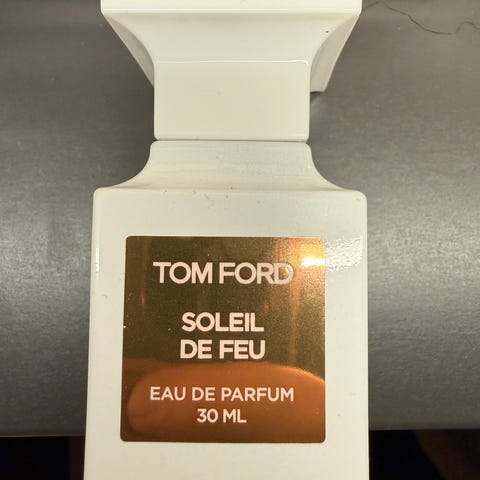 TOM FORD
SOLEIL
DE FEU
EAU DE PARFUM
30 ML